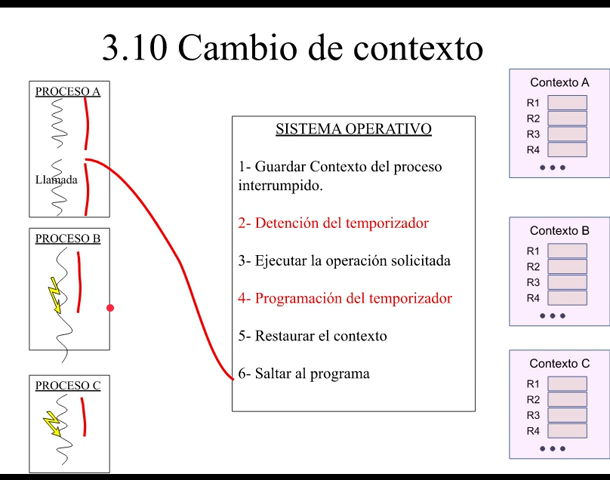 3.10 Cambio de contexto
PROCESO A
Llamada
PROCESO B
PROCESO C
SISTEMA OPERATIVO
1- Guardar Contexto del proceso
interrumpido.
2- Detención del temporizador
3- Ejecutar la operación solicitada
4- Programación del temporizador
5- Restaurar el contexto
6- Saltar al programa
Contexto A
R1
R2
R3
R4
Contexto B
R1
R2
R3
R4
Contexto C
R1
R2
R3
R4